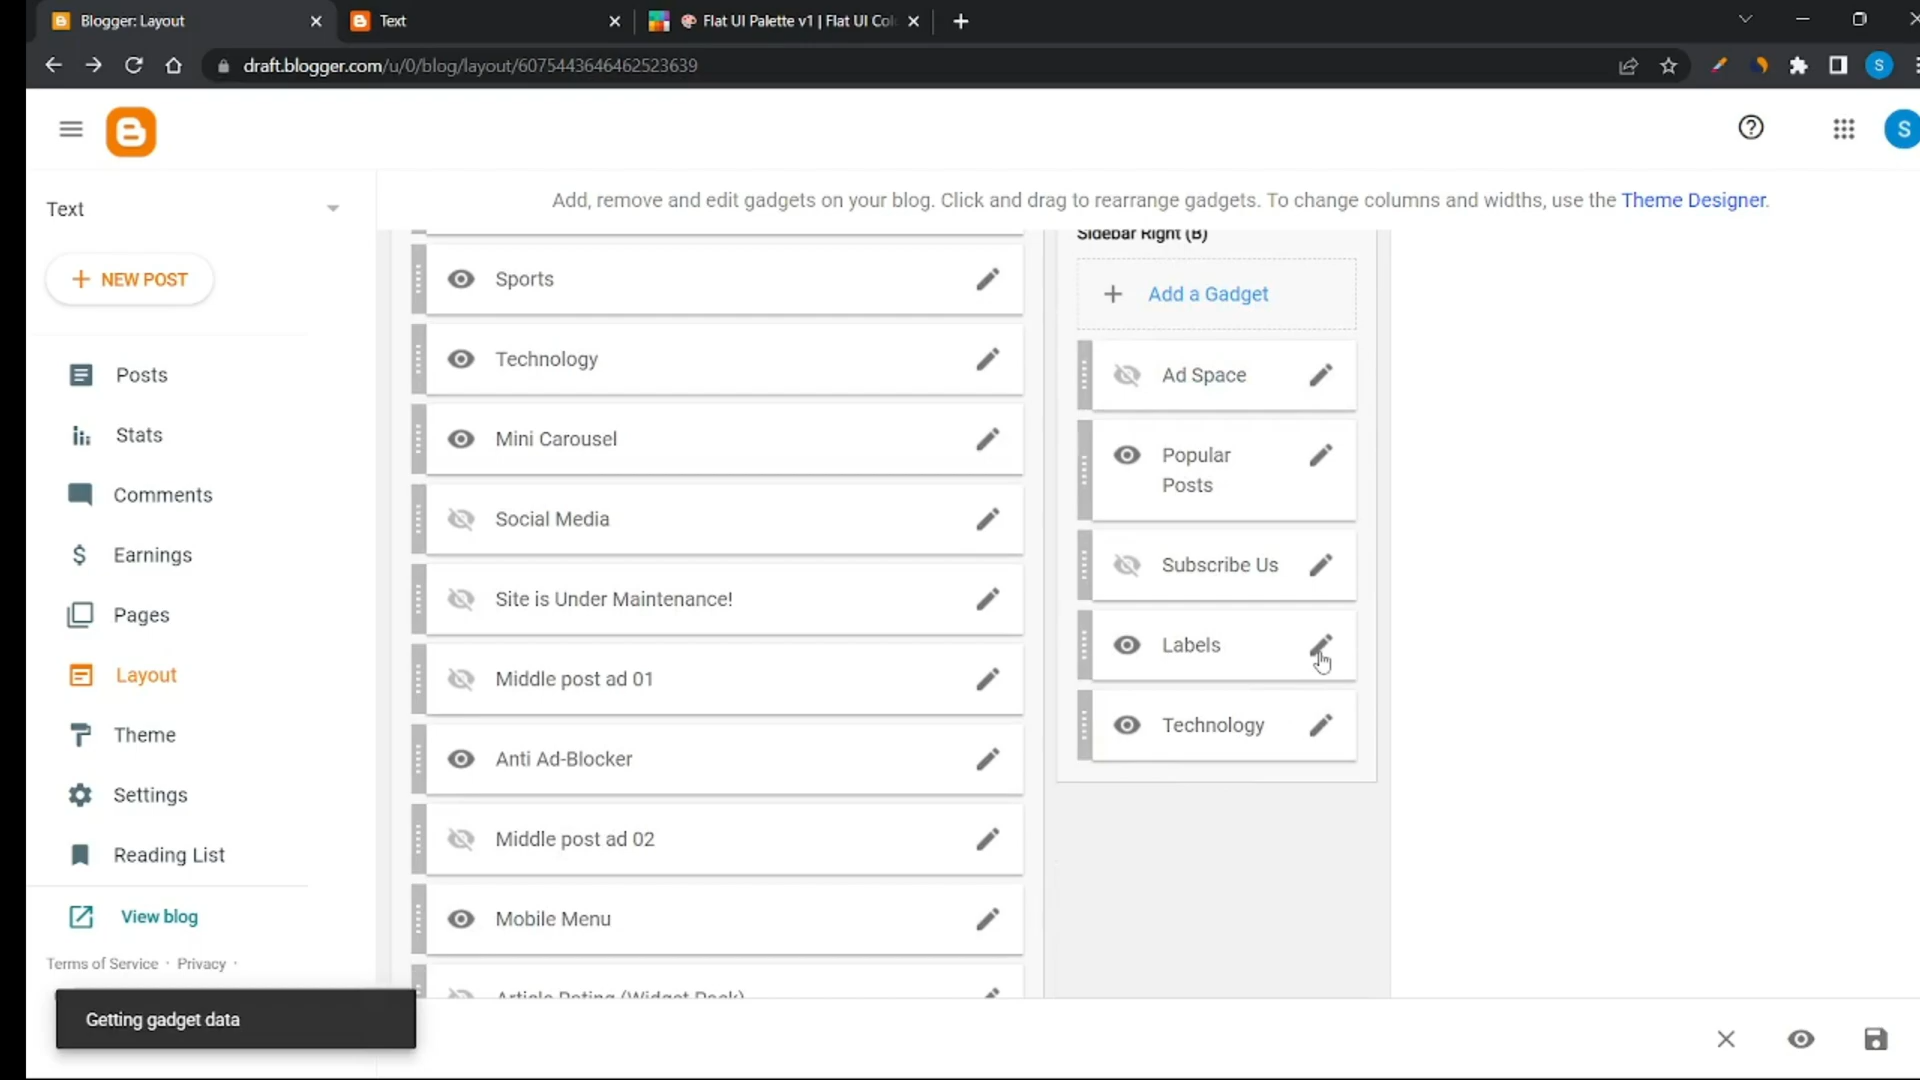 Blogger: Layout
Text
Flat UI Palette v1 | Flat UI Col
draft.blogger.com/u/0/blog/layout/6075443646462523639
S
S
Text
Add, remove and edit gadgets on your blog. Click and drag to rearrange gadgets. To change columns and widths, use the Theme Designer.
NEW POST
Posts
Stats
Comments
Earnings
Pages
Layout
Theme
Settings
Reading List
View blog
Terms of Service · Privacy ·
Getting gadget data
Sports
Technology
Mini Carousel
Social Media
Site is Under Maintenance!
Middle post ad 01
Anti Ad-Blocker
Middle post ad 02
Mobile Menu
Article Rating (Widget Pack)
Sidebar Right (B)
Add a Gadget
Ad Space
Popular
Posts
Subscribe Us
Labels
Technology